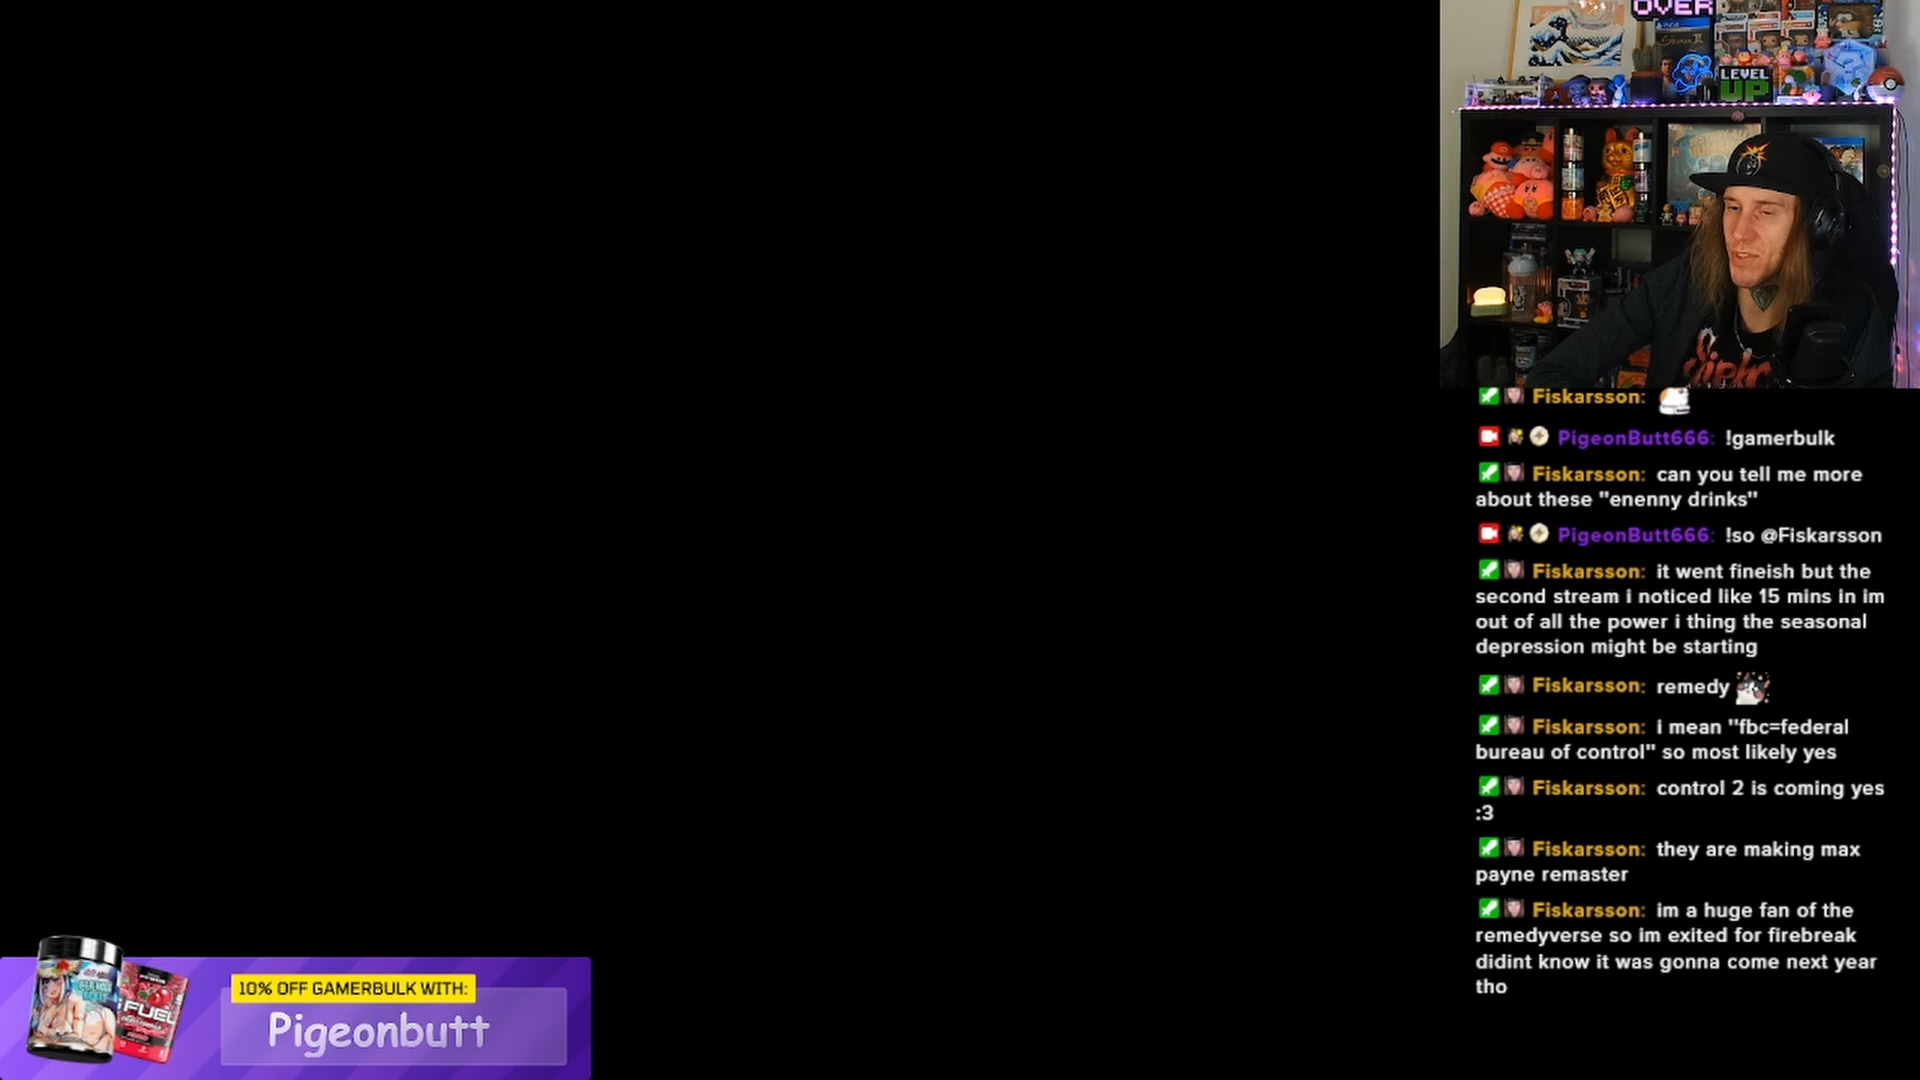 OVER
LEVEL
UP
Fiskarsson:
PigeonButt666: !gamerbulk
Fiskarsson: can you tell me more
about these "enenny drinks"
PigeonButt666: !so @Fiskarsson
Fiskarsson: it went fineish but the
second stream i noticed like 15 mins in im
out of all the power i thing the seasonal
depression might be starting
Fiskarsson: remedy
Fiskarsson: i mean "fbc=federal
bureau of control" so most likely yes
Fiskarsson: control 2 is coming yes
:3
Fiskarsson: they are making max
payne remaster
Fiskarsson: im a huge fan of the
remedyverse so im exited for firebreak
didint know it was gonna come next year
tho
10% OFF GAMERBULK WITH:
Pigeonbutt
FUEL